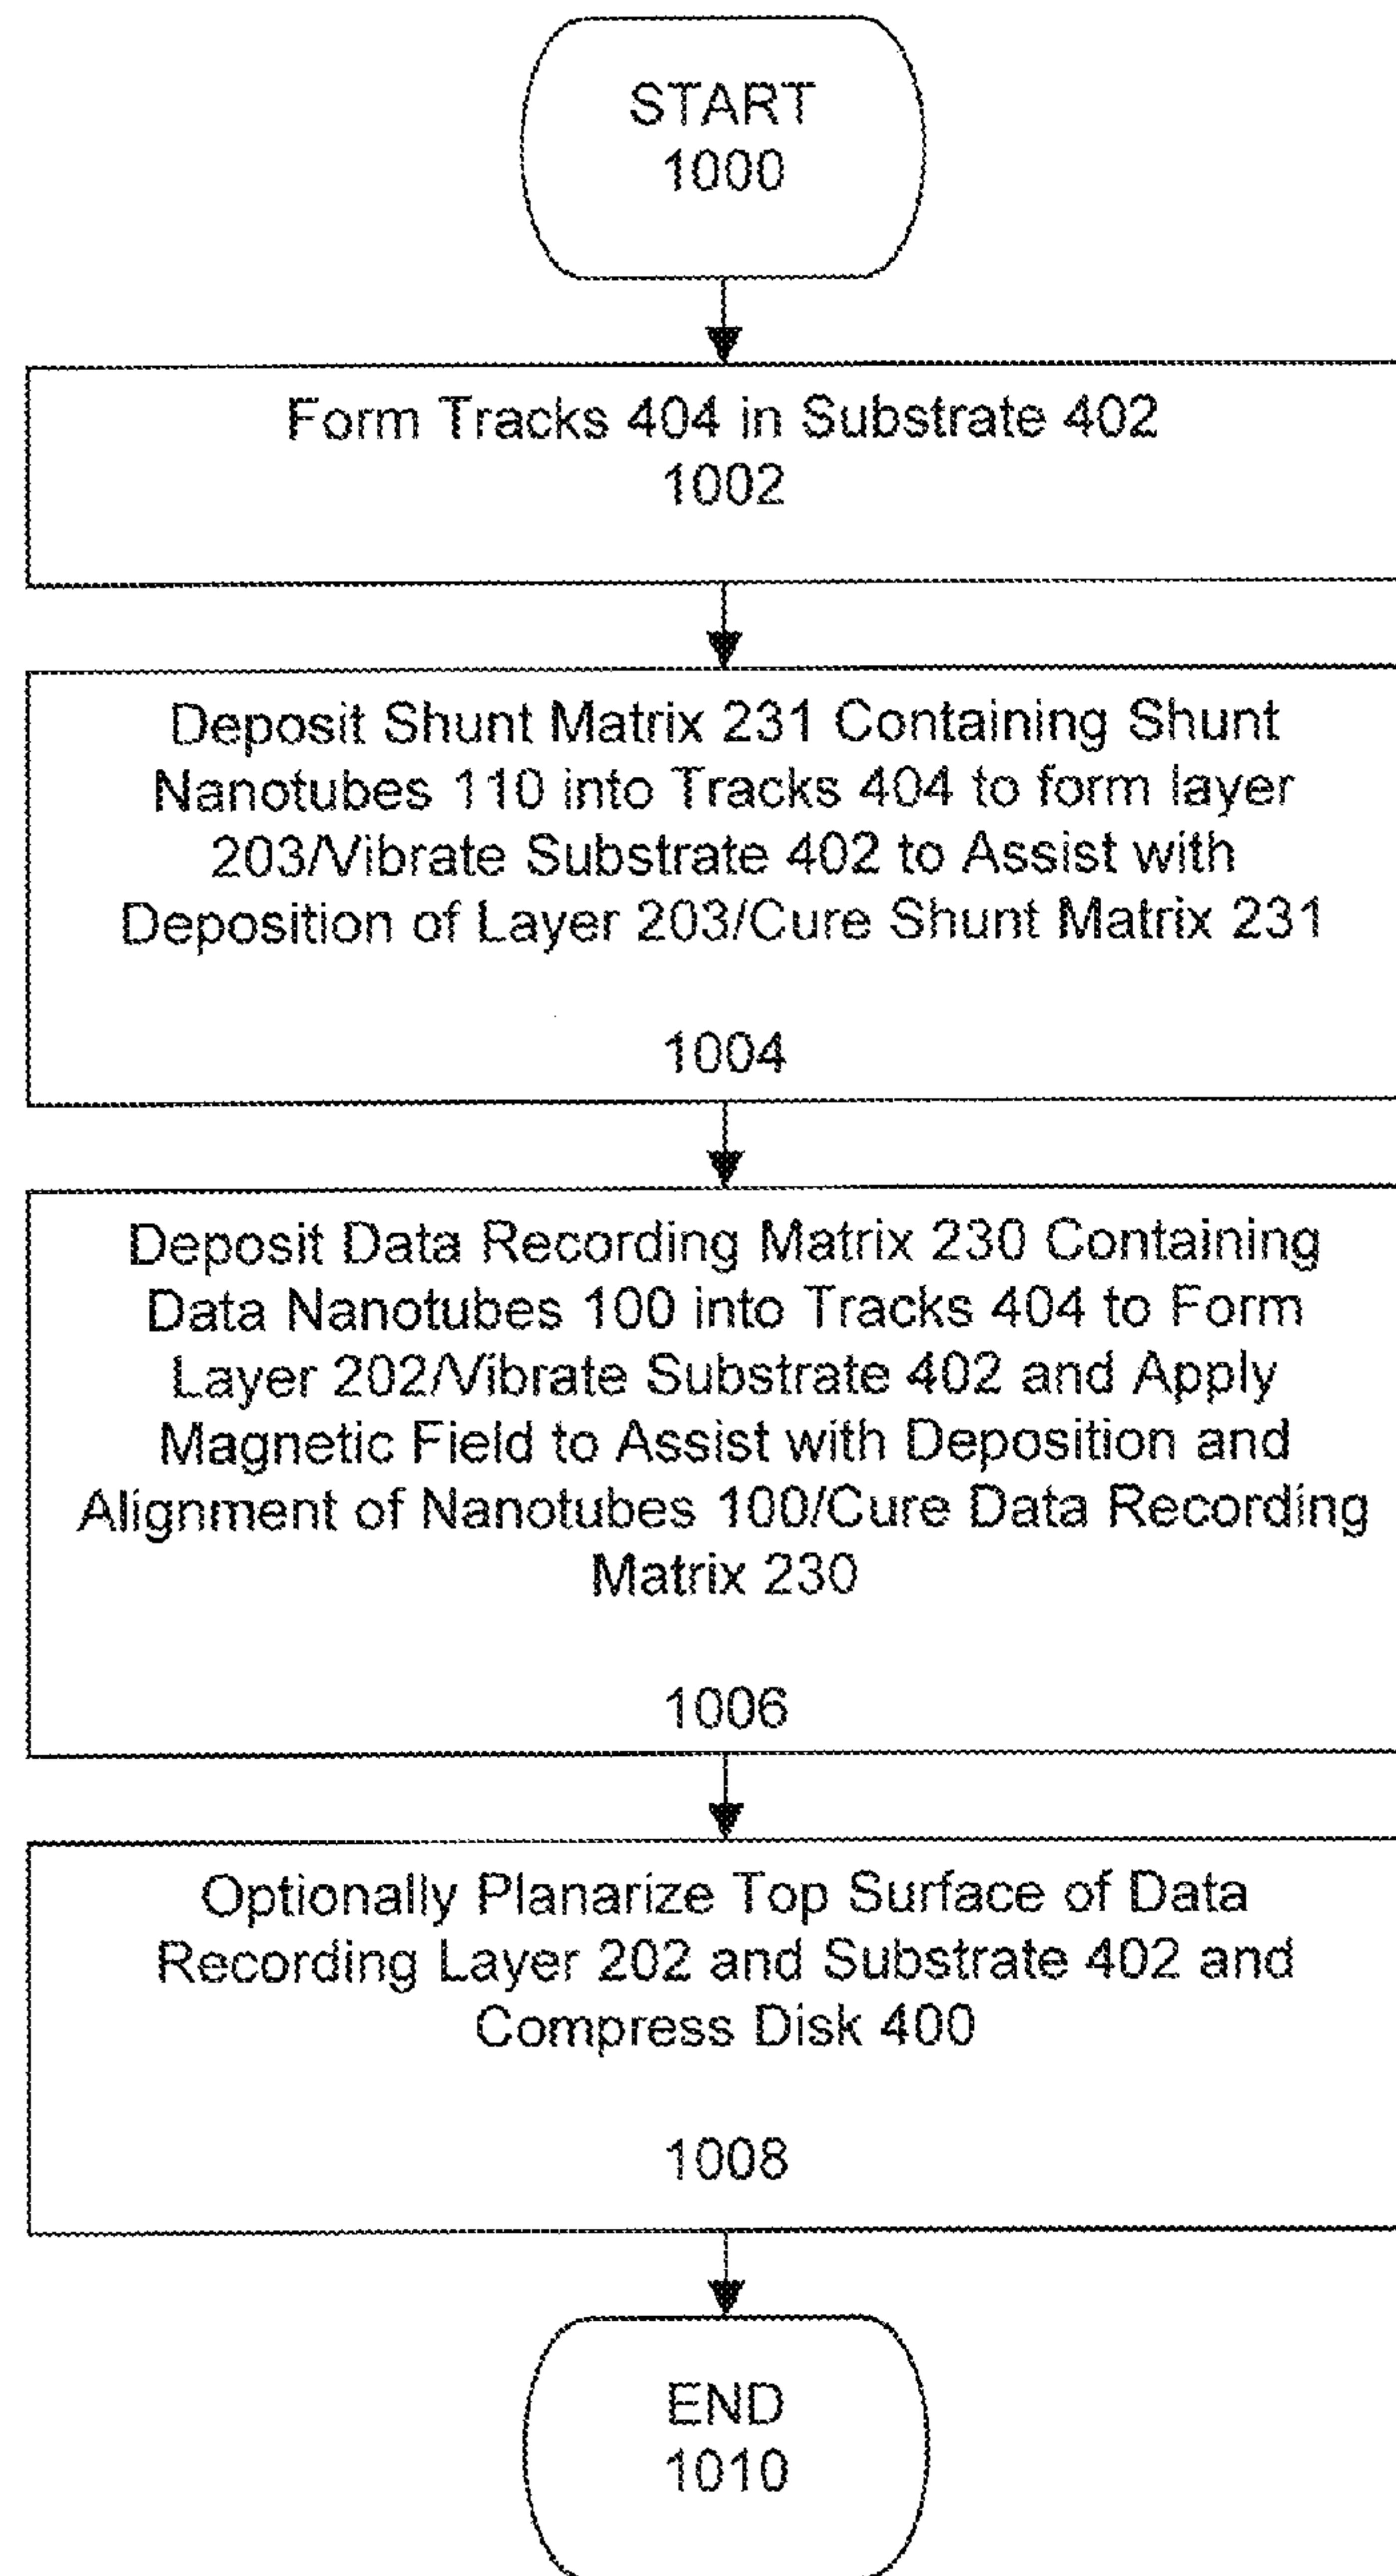 START
1000
Form Tracks 404 in Substrate 402
1002
Deposit Shunt Matrix 231 Containing Shunt
Nanotubes 110 into Tracks 404 to form layer
203/Vibrate Substrate 402 to Assist with
Deposition of Layer 203/Cure Shunt Matrix 231
1004
Deposit Data Recording Matrix 230 Containing
Data Nanotubes 100 into Tracks 404 to Form
Layer 202/Vibrate Substrate 402 and Apply
Magnetic Field to Assist with Deposition and
Alignment of Nanotubes 100/Cure Data Recording
Matrix 230
1006
Optionally Planarize Top Surface of Data
Recording Layer 202 and Substrate 402 and
Compress Disk 400
1008
END
1010